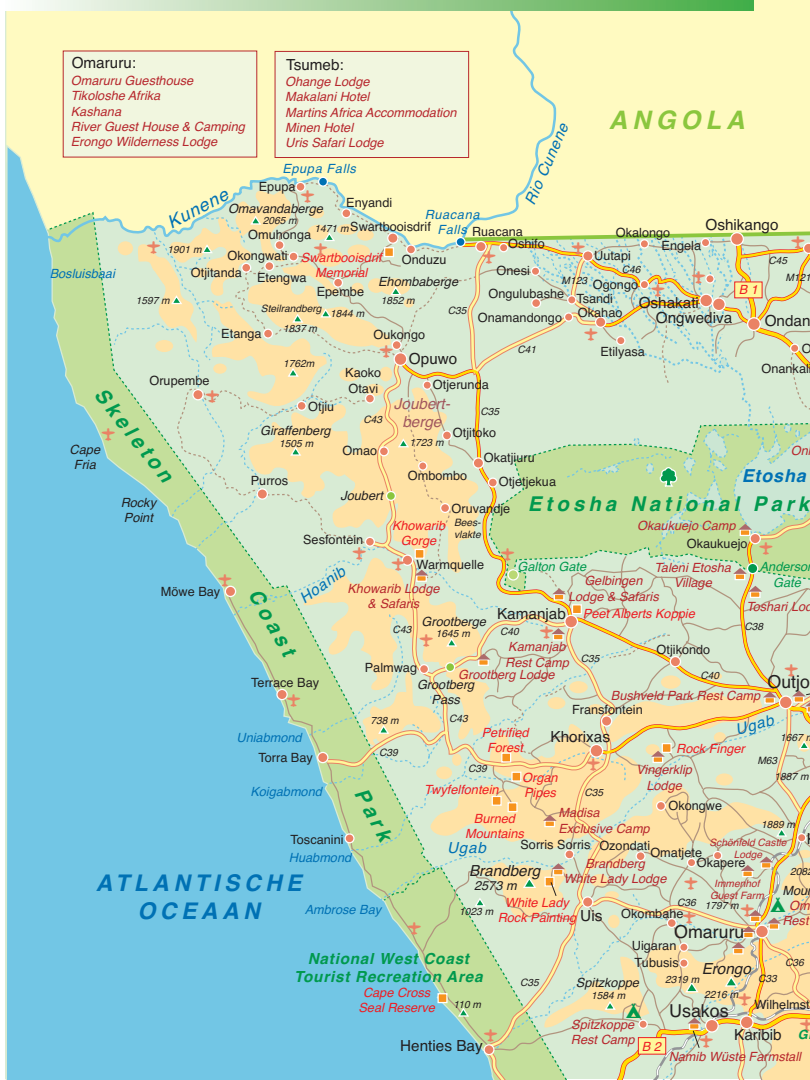 Omaruru:
Omaruru Guesthouse
Tikoloshe Afrika
Kashana
River Guest House & Camping
Erongo Wilderness Lodge
Tsumeb:
Ohange Lodge
Makalani Hotel
Martins Africa Accommodation
Minen Hotel
Uris Safari Lodge
ANGOLA
Rio Cunene
Epupa Falls
Epupa
Kunene
Enyandi
Omavandaberge
2065 m
1471 m
Swartbooisdrif
Ruacana
Falls
Ruacana
Oshikango
Okalongo
Engela
Omuhonga
1901 m
Okongwati
Swartbooisdrif
Memorial
Onduzu
Oshifo
Uutapi
C45
C46
Bosluisbaai
Otjitanda
Etengwa
Epembe
Ehombaberge
1852 m
Onesi
M123
Ogongo
M121
B 1
1597 m
Steilrandberg
1837 m
1844 m
Ongulubashe
Tsandi
Oshakati
Onamandongo
Okahao
Ongwediva
Ondan
C35
Etanga
Oukongo
C41
Etilyasa
Onankali
Opuwo
1762m
Kaoko
Otavi
Otjerunda
Orupembe
Otjiu
Joubert-
berge
C43
C35
Skeleton
Giraffenberg
1505 m
1723 m
Otjitoko
Cape
Fria
Omao
Okatjiuru
Ombombo
Otjetjekua
Etosha
Purros
Joubert
Oruvandje
Etosha National Park
Rocky
Point
Bees-
vlakte
Khowarib
Gorge
Okaukuejo Camp
Okaukuejo
Sesfontein
Warmquelle
Galton Gate
Taleni Etosha
Village
Anderson
Gate
Hoanib
Khowarib Lodge
& Safaris
Gelbingen
Lodge & Safaris
Möwe Bay
Kamanjab
Peet Alberts Koppie
Toshari Lod
Coast
Grootberge
1645 m
C38
C43
C40
Kamanjab
Rest Camp
Otjikondo
Palmwag
Grootberg Lodge
C35
Grootberg
Pass
C40
Terrace Bay
Bushveld Park Rest Camp
Outjo
Fransfontein
738 m
C43
Ugab
Uniabmond
Petrified
Forest
Khorixas
1667 m
Torra Bay
C39
Rock Finger
M63
C39
Organ
Pipes
Vingerklip
Lodge
1887 m
Koigabmond
Twyfelfontein
C35
Park
Burned
Mountains
Madisa
Exclusive Camp
Okongwe
1889 m
Toscanini
Huabmond
Ugab
Sorris Sorris
Ozondati
Omatjete
Schönfeld Castle
Lodge
Okapere
Brandberg
2573 m
Brandberg
White Lady Lodge
ATLANTISCHE
OCEAAN
Immenhof
Guest Farm
Mou
Ambrose Bay
1023 m
White Lady
Rock Painting
Uis
C36
1797 m
Okombahe
Omaruru
Uigaran
Tubusis
C36
National West Coast
Tourist Recreation Area
C35
Spitzkoppe
1584 m
Erongo
2319 m
2216 m
C33
Cape Cross
Seal Reserve
110 m
Usakos
Wilhelmst
Spitzkoppe
Rest Camp
Karibib
Henties Bay
B 2
Namib Wüste Farmstall